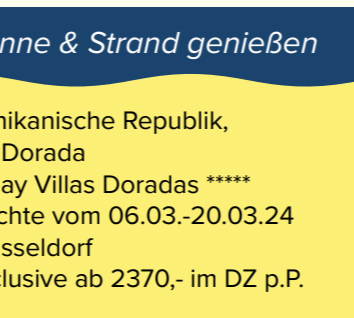 nne & Strand genießen
nikanische Republik,
Dorada
ay Villas Doradas *****
chte vom 06.03.-20.03.24
sseldorf
clusive ab 2370,- im DZ p.P.